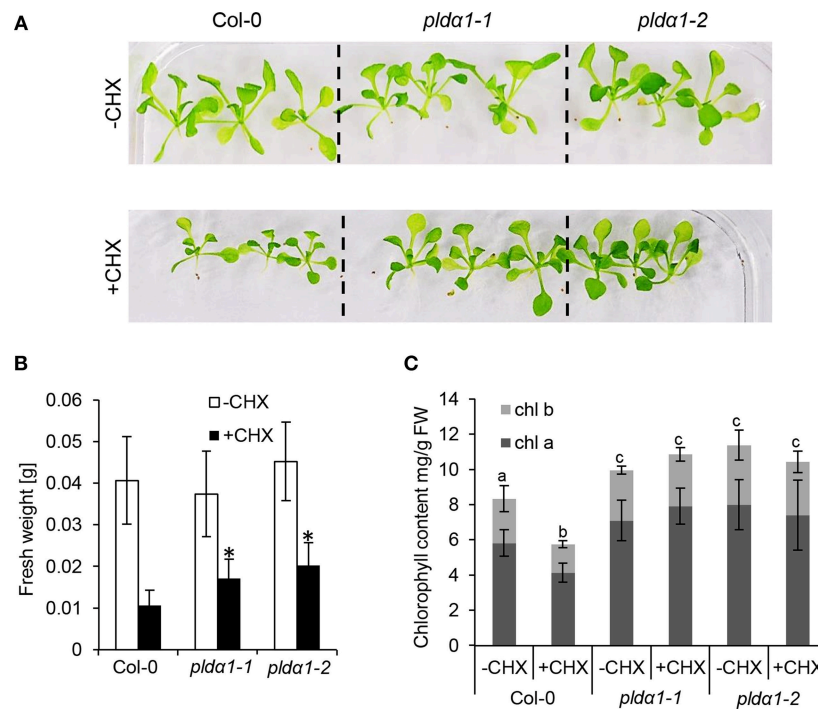 A
Col-0 pldα1-1 pldα1-2
-CHX
+CHX
B
0.06
0.05
0.04
0.03
0.02
0.01
0
Fresh weight [g]
-CHX
+CHX
* *
Col-0 pldα1-1 pldα1-2
C
14
12
10
8
6
4
2
0
Chlorophyll content mg/g FW
chl b
chl a
a b c c c c
-CHX +CHX -CHX +CHX -CHX +CHX
Col-0 pldα1-1 pldα1-2